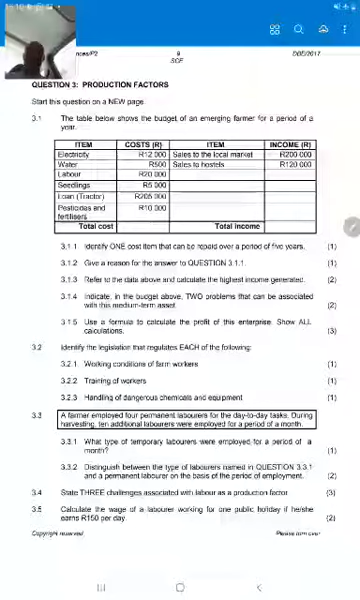 nces/P2 9 DBE/2017
SCE
QUESTION 3: PRODUCTION FACTORS
Start this question on a NEW page.
3.1 The table below shows the budget of an emerging farmer for a period of a
year.
ITEM COSTS (R) ITEM INCOME (R)
Electricity R12 000 Sales to the local market R200 000
Water R500 Sales to hostels R120 000
Labour R20 000
Seedlings R5 000
Loan (Tractor) R205 000
Pesticides and R10 000
fertilisers
Total cost Total income
3.1.1 Identify ONE cost item that can be repaid over a period of five years. (1)
3.1.2 Give a reason for the answer to QUESTION 3.1.1. (1)
3.1.3 Refer to the data above and calculate the highest income generated. (2)
3.1.4 Indicate, in the budget above, TWO problems that can be associated
with this medium-term asset. (2)
3.1.5 Use a formula to calculate the profit of this enterprise. Show ALL
calculations. (3)
3.2 Identify the legislation that regulates EACH of the following:
3.2.1 Working conditions of farm workers (1)
3.2.2 Training of workers (1)
3.2.3 Handling of dangerous chemicals and equipment (1)
3.3 A farmer employed four permanent labourers for the day-to-day tasks. During
harvesting, ten additional labourers were employed for a period of a month.
3.3.1 What type of temporary labourers were employed for a period of a
month? (1)
3.3.2 Distinguish between the type of labourers named in QUESTION 3.3.1
and a permanent labourer on the basis of the period of employment. (2)
3.4 State THREE challenges associated with labour as a production factor. (3)
3.5 Calculate the wage of a labourer working for one public holiday if he/she
earns R150 per day. (2)
Copyright reserved Please turn over